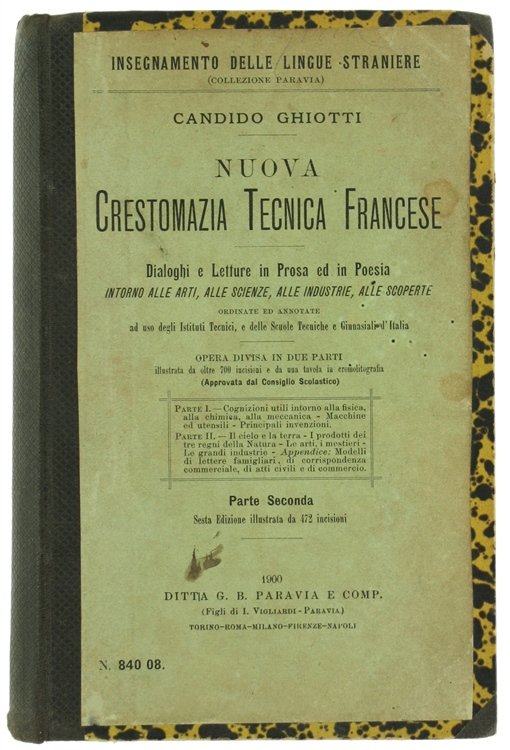 INSEGNAMENTO DELLE LINGUE STRANIERE
(COLLEZIONE PARAVIA)
CANDIDO GHIOTTI
NUOVA
CRESTOMAZIA TECNICA FRANCESE
Dialoghi e Letture in Prosa ed in Poesia
INTORNO ALLE ARTI, ALLE SCIENZE, ALLE INDUSTRIE, ALLE SCOPERTE
ORDINATE ED ANNOTATE
ad uso degli Istituti Tecnici, e delle Scuole Tecniche e Ginnasiali d'Italia
OPERA DIVISA IN DUE PARTI
illustrata da oltre 700 incisioni e da una tavola in cromolitografia
(Approvata dal Consiglio Scolastico)
PARTE I. — Cognizioni utili intorno alla fisica,
alla chimica, alla meccanica - Macchine
ed utensili - Principali invenzioni.
PARTE II. — Il cielo e la terra - I prodotti dei
tre regni della Natura - Le arti, i mestieri -
Le grandi industrie - Appendice: Modelli
di lettere famigliari, di corrispondenza
commerciale, di atti civili e di commercio.
Parte Seconda
Sesta Edizione illustrata da 472 incisioni
1900
DITTA G. B. PARAVIA E COMP.
(Figli di I. VIGLIARDI - PARAVIA)
TORINO-ROMA-MILANO-FIRENZE-NAPOLI
N. 840 08.